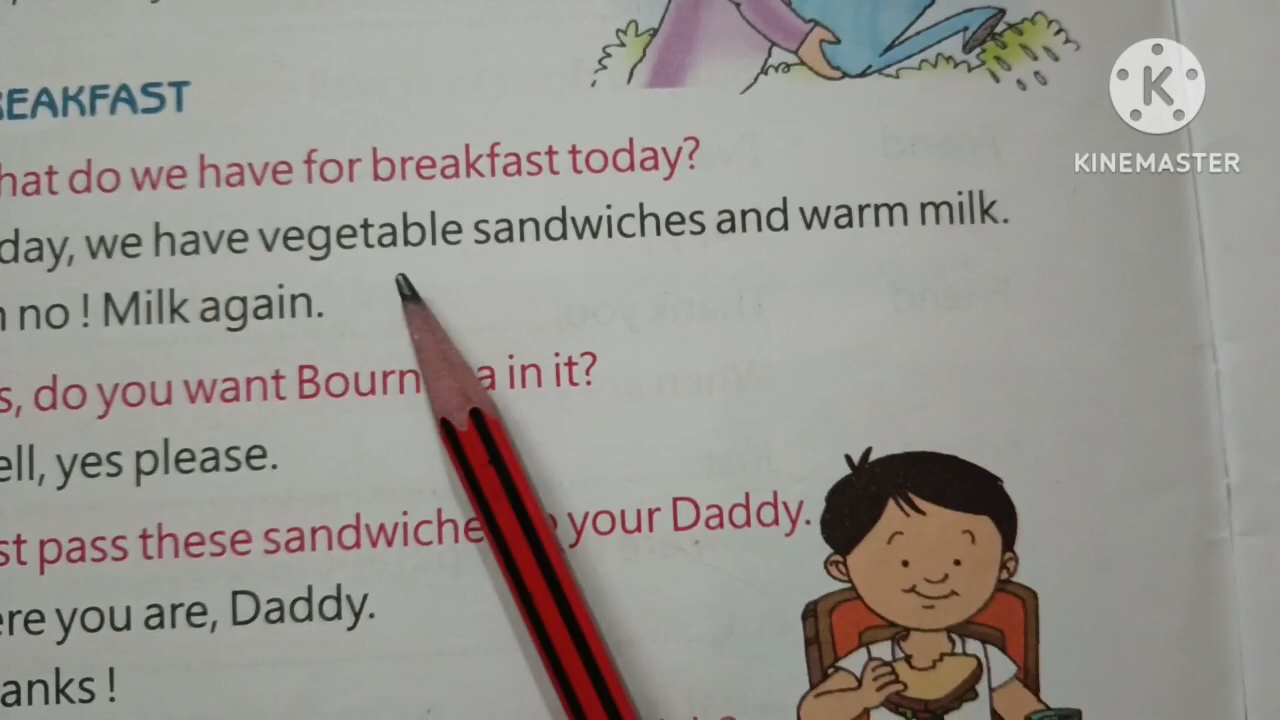 EAKFAST
hat do we have for breakfast today?
day, we have vegetable sandwiches and warm milk.
no ! Milk again.
s, do you want in it?
ell, yes please.
st pass these your Daddy.
ere you are, Daddy.
anks !
K
KINEMASTER